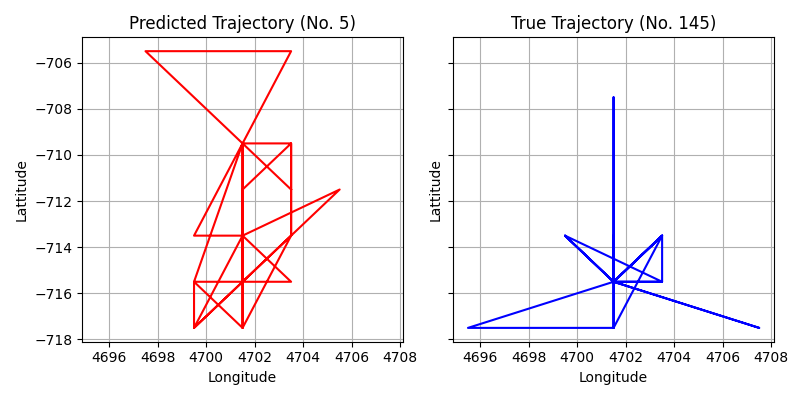 Predicted Trajectory (No. 5)
True Trajectory (No. 145)
Lattitude
−706
−708
−710
−712
−714
−716
−718
4696 4698 4700 4702 4704 4706 4708
Longitude
Lattitude
4696 4698 4700 4702 4704 4706 4708
Longitude